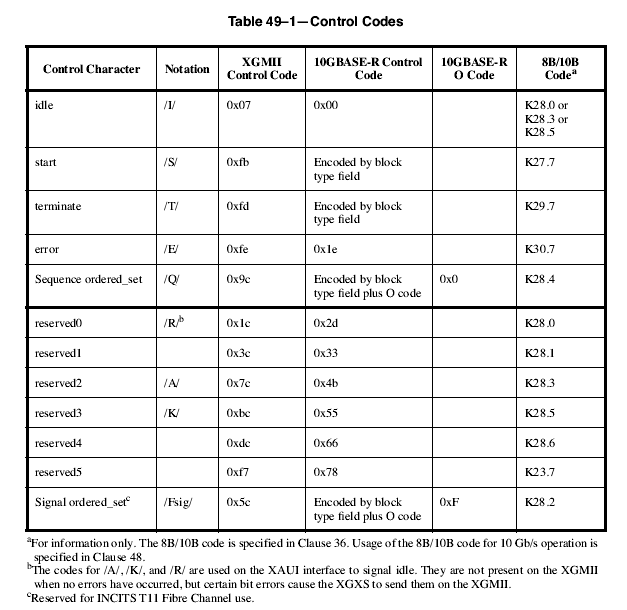 Table 49–1—Control Codes
Control Character Notation XGMII Control Code 10GBASE-R Control Code 10GBASE-R O Code 8B/10B Codea
idle /I/ 0x07 0x00 K28.0 or
K28.3 or
K28.5
start /S/ 0xfb Encoded by block type field K27.7
terminate /T/ 0xfd Encoded by block type field K29.7
error /E/ 0xfe 0x1e K30.7
Sequence ordered_set /Q/ 0x9c Encoded by block type field plus O code 0x0 K28.4
reserved0 /R/b 0x1c 0x2d K28.0
reserved1 0x3c 0x33 K28.1
reserved2 /A/ 0x7c 0x4b K28.3
reserved3 /K/ 0xbc 0x55 K28.5
reserved4 0xdc 0x66 K28.6
reserved5 0xf7 0x78 K23.7
Signal ordered_setc /Fsig/ 0x5c Encoded by block type field plus O code 0xF K28.2
aFor information only. The 8B/10B code is specified in Clause 36. Usage of the 8B/10B code for 10 Gb/s operation is
specified in Clause 48.
bThe codes for /A/, /K/, and /R/ are used on the XAUI interface to signal idle. They are not present on the XGMII
when no errors have occurred, but certain bit errors cause the XGXS to send them on the XGMII.
cReserved for INCITS T11 Fibre Channel use.